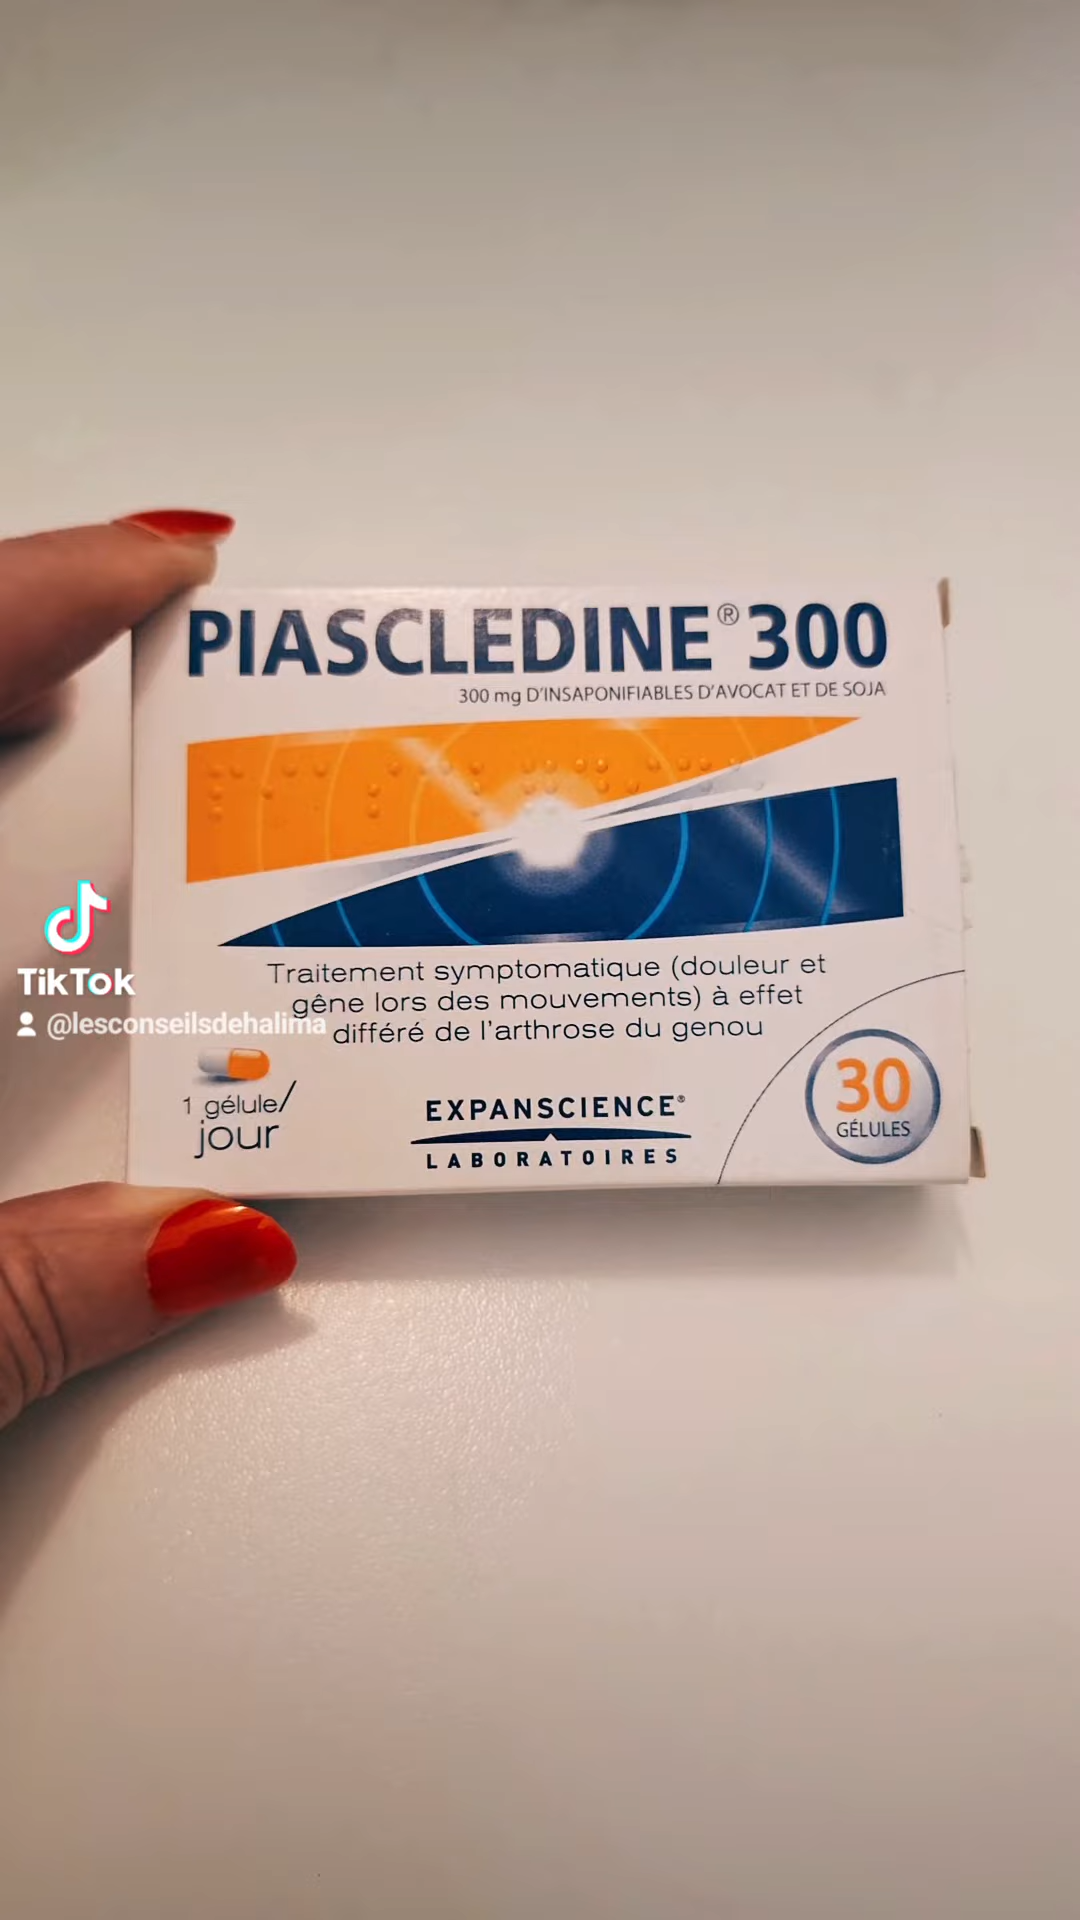 PIASCLEDINE® 300
300 mg D'INSAPONIFIABLES D'AVOCAT ET DE SOJA
Traitement symptomatique (douleur et
gêne lors des mouvements) à effet
différé de l'arthrose du genou
TikTok
@lesconseilsdehalima
1 gélule/
jour
EXPANSCIENCE®
LABORATOIRES
30
GÉLULES